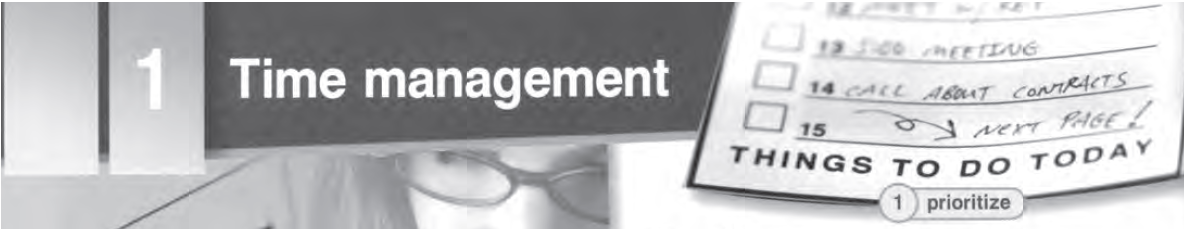 1 Time management
13 5:00 MEETING
14 CALL ABOUT CONTRACTS
15 NEXT PAGE!
THINGS TO DO TODAY
1 prioritize